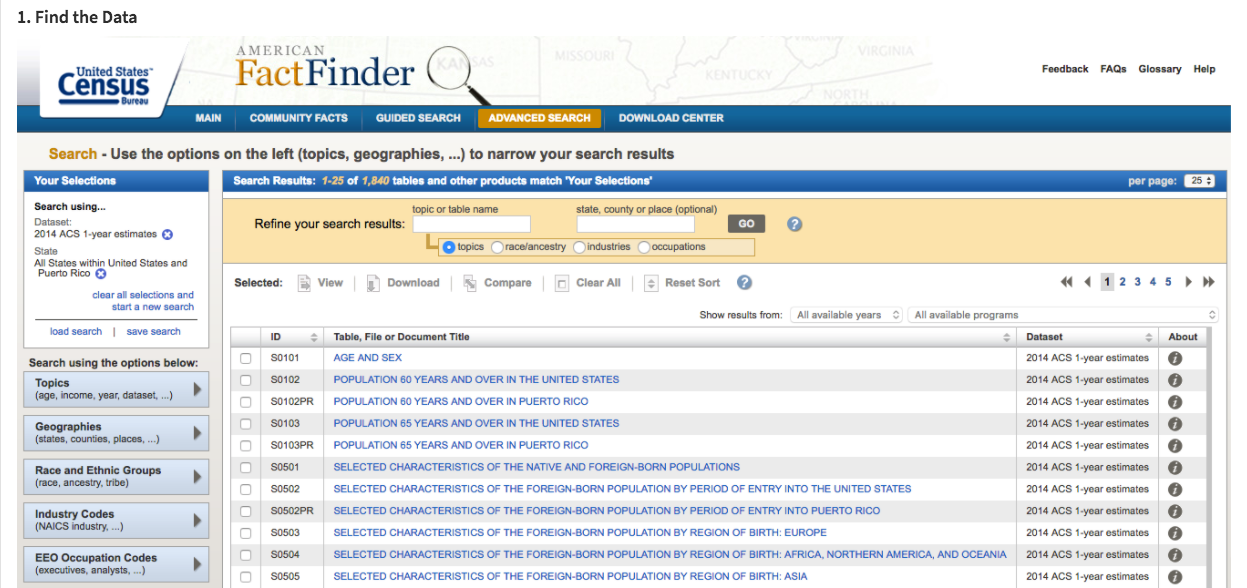 1. Find the Data
United States™
Census
Bureau
AMERICAN
FactFinder
KANSAS
MISSOURI
KENTUCKY
VIRGINIA
NORTH
Feedback FAQs Glossary Help
MAIN COMMUNITY FACTS GUIDED SEARCH ADVANCED SEARCH DOWNLOAD CENTER
Search - Use the options on the left (topics, geographies, ...) to narrow your search results
Your Selections
Search using...
Dataset:
2014 ACS 1-year estimates
State
All States within United States and
Puerto Rico
clear all selections and
start a new search
load search | save search
Search using the options below:
Topics
(age, income, year, dataset, ...)
Geographies
(states, counties, places, ...)
Race and Ethnic Groups
(race, ancestry, tribe)
Industry Codes
(NAICS industry, ...)
EEO Occupation Codes
(executives, analysts, ...)
Search Results: 1-25 of 1,840 tables and other products match 'Your Selections'
per page: 25
topic or table name state, county or place (optional)
Refine your search results: GO ?
topics race/ancestry industries occupations
Selected: View Download Compare Clear All Reset Sort ?
1 2 3 4 5
Show results from: All available years All available programs
ID Table, File or Document Title Dataset About
S0101 AGE AND SEX 2014 ACS 1-year estimates i
S0102 POPULATION 60 YEARS AND OVER IN THE UNITED STATES 2014 ACS 1-year estimates i
S0102PR POPULATION 60 YEARS AND OVER IN PUERTO RICO 2014 ACS 1-year estimates i
S0103 POPULATION 65 YEARS AND OVER IN THE UNITED STATES 2014 ACS 1-year estimates i
S0103PR POPULATION 65 YEARS AND OVER IN PUERTO RICO 2014 ACS 1-year estimates i
S0501 SELECTED CHARACTERISTICS OF THE NATIVE AND FOREIGN-BORN POPULATIONS 2014 ACS 1-year estimates i
S0502 SELECTED CHARACTERISTICS OF THE FOREIGN-BORN POPULATION BY PERIOD OF ENTRY INTO THE UNITED STATES 2014 ACS 1-year estimates i
S0502PR SELECTED CHARACTERISTICS OF THE FOREIGN-BORN POPULATION BY PERIOD OF ENTRY INTO PUERTO RICO 2014 ACS 1-year estimates i
S0503 SELECTED CHARACTERISTICS OF THE FOREIGN-BORN POPULATION BY REGION OF BIRTH: EUROPE 2014 ACS 1-year estimates i
S0504 SELECTED CHARACTERISTICS OF THE FOREIGN-BORN POPULATION BY REGION OF BIRTH: AFRICA, NORTHERN AMERICA, AND OCEANIA 2014 ACS 1-year estimates i
S0505 SELECTED CHARACTERISTICS OF THE FOREIGN-BORN POPULATION BY REGION OF BIRTH: ASIA 2014 ACS 1-year estimates i